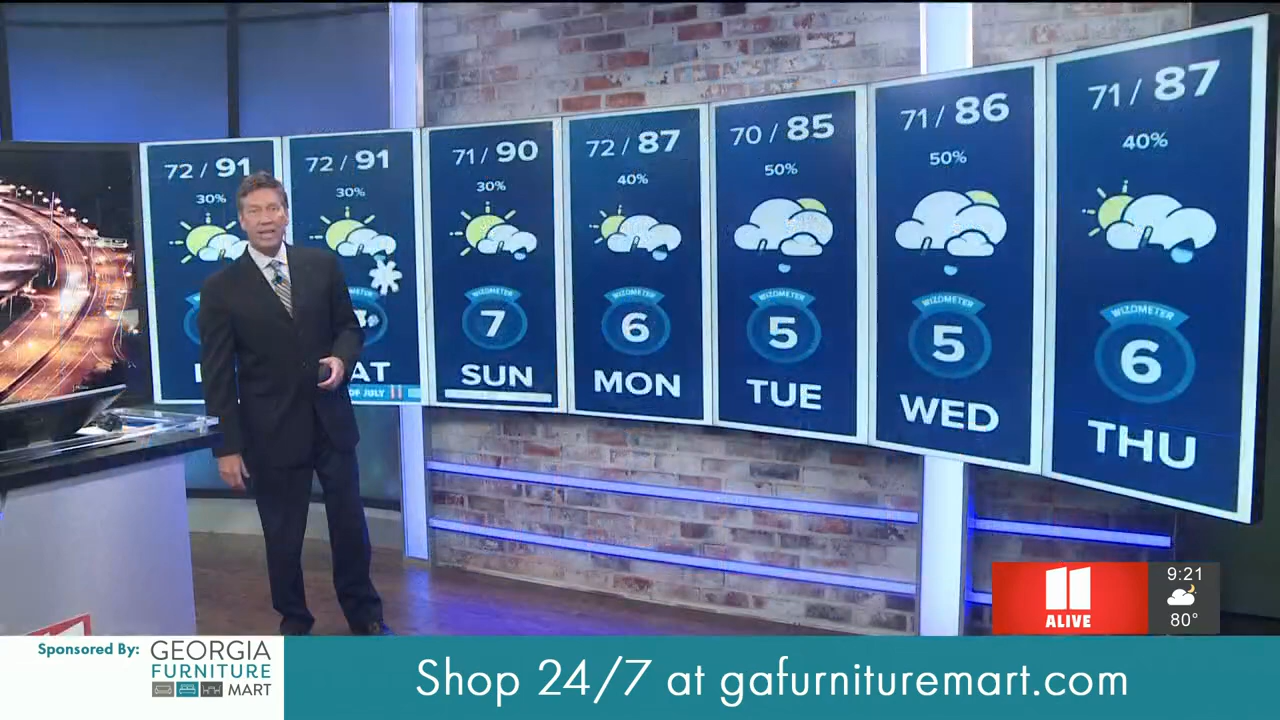 72 / 91
30%
72 / 91
30%
OF JULY
71 / 90
30%
WIZOMETER
7
SUN
72 / 87
40%
WIZOMETER
6
MON
70 / 85
50%
WIZOMETER
5
TUE
71 / 86
50%
WIZOMETER
5
WED
71 / 87
40%
WIZOMETER
6
THU
11
ALIVE
9:21
80°
Sponsored By:
GEORGIA
FURNITURE
MART
Shop 24/7 at gafurnituremart.com